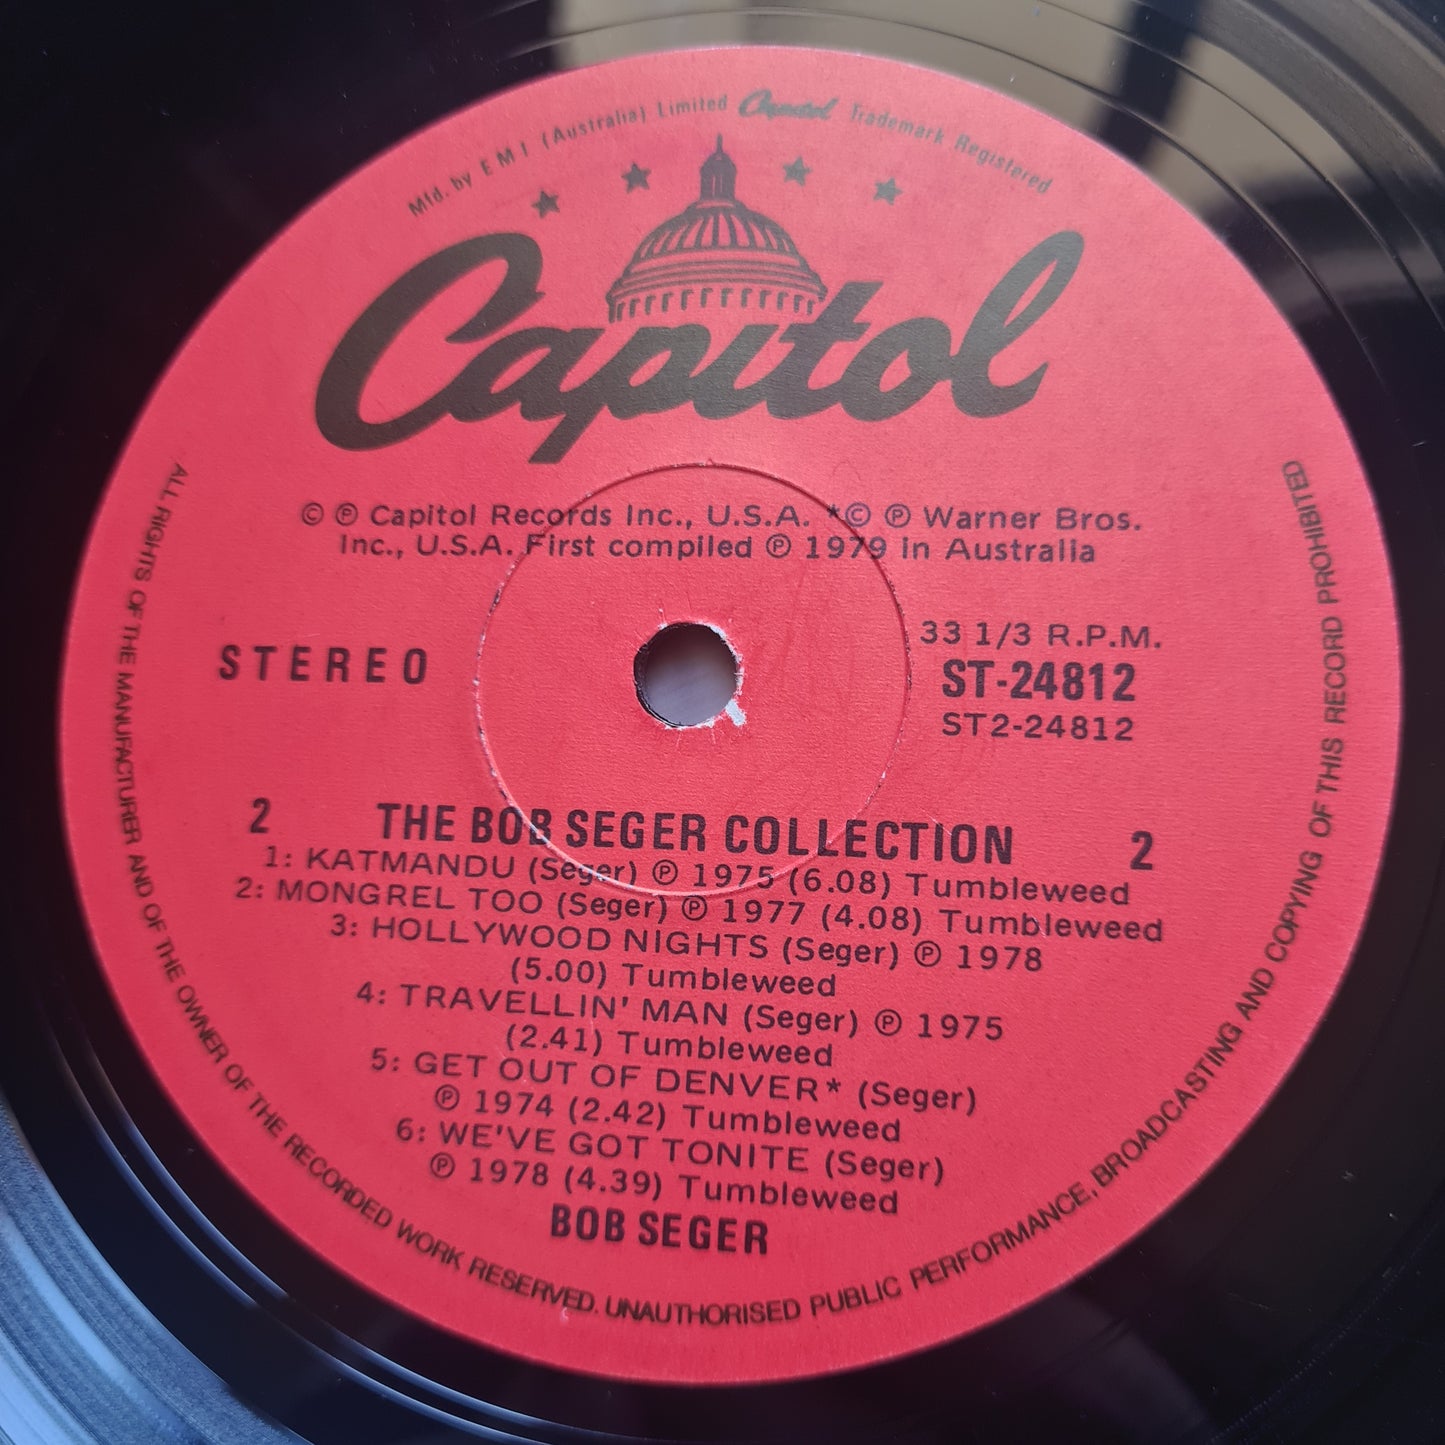 Mfd. by E M I (Australia) Limited Capitol Trademark Registered
Capitol
© ℗ Capitol Records Inc., U.S.A. *© ℗ Warner Bros.
Inc., U.S.A. First compiled ℗ 1979 in Australia
STEREO
33 1/3 R.P.M.
ST-24812
ST2-24812
2 THE BOB SEGER COLLECTION 2
1: KATMANDU (Seger) ℗ 1975 (6.08) Tumbleweed
2: MONGREL TOO (Seger) ℗ 1977 (4.08) Tumbleweed
3: HOLLYWOOD NIGHTS (Seger) ℗ 1978
(5.00) Tumbleweed
4: TRAVELLIN' MAN (Seger) ℗ 1975
(2.41) Tumbleweed
5: GET OUT OF DENVER* (Seger)
℗ 1974 (2.42) Tumbleweed
6: WE'VE GOT TONITE (Seger)
℗ 1978 (4.39) Tumbleweed
BOB SEGER
ALL RIGHTS OF THE MANUFACTURER AND OF THE OWNER OF THE RECORDED WORK RESERVED. UNAUTHORISED PUBLIC PERFORMANCE, BROADCASTING AND COPYING OF THIS RECORD PROHIBITED